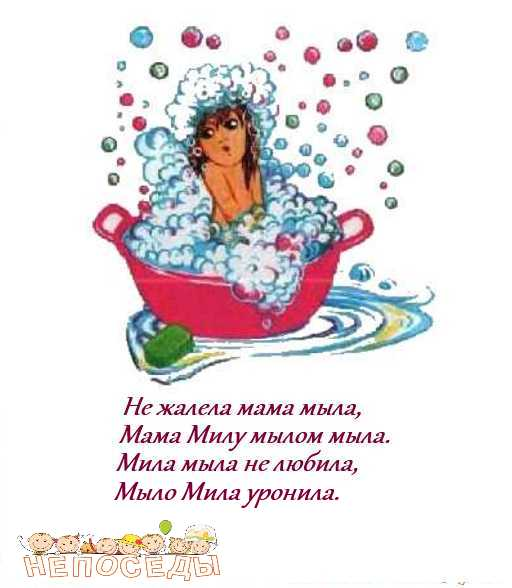 Не жалела мама мыла,
Мама Милу мылом мыла.
Мила мыла не любила,
Мыло Мила уронила.
НЕПОСЕДЫ